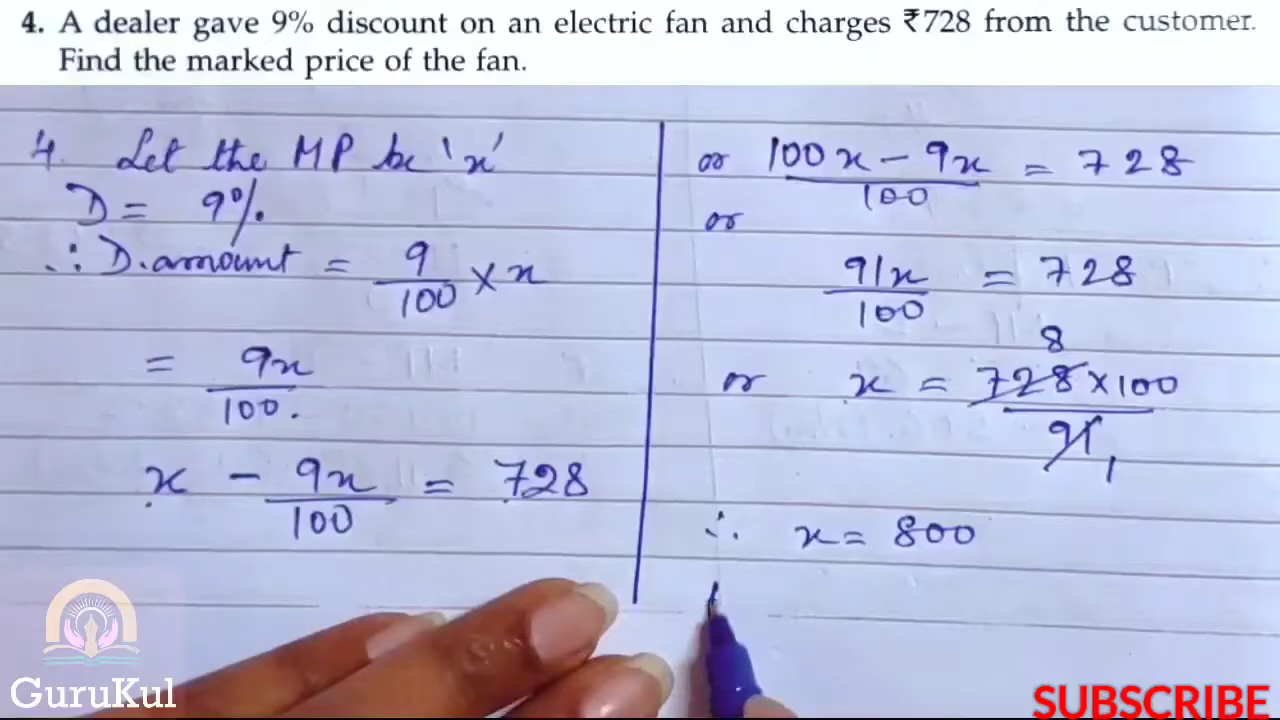 4. A dealer gave 9% discount on an electric fan and charges ₹728 from the customer.
Find the marked price of the fan.
4. Let the MP be 'x'
D = 9%.
∴ D.amount = 9/100 × x
= 9x/100.
x - 9x/100 = 728
or 100x - 9x/100 = 728
or
91x/100 = 728
8
or x = 728×100/91
1
∴ x = 800
GuruKul
SUBSCRIBE